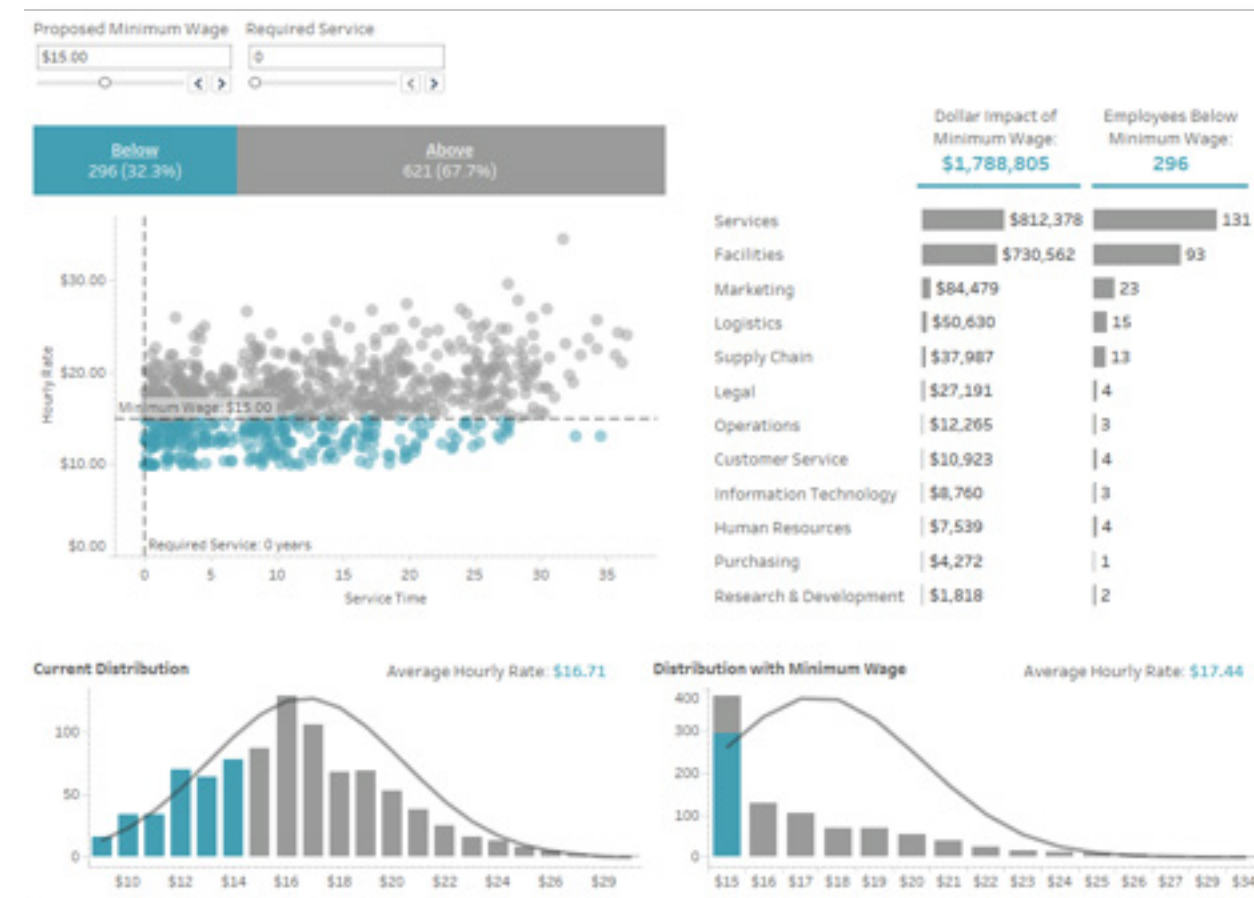 Proposed Minimum Wage Required Service
$15.00 0
Below Above
296 (32.3%) 621 (67.7%)
$30.00
$20.00
$10.00
$0.00
Hourly Rate
Minimum Wage: $15.00
Required Service: 0 years
0 5 10 15 20 25 30 35
Service Time
Dollar Impact of Employees Below
Minimum Wage: Minimum Wage:
$1,788,805 296
Services $812,378 131
Facilities $730,562 93
Marketing $84,479 23
Logistics $50,630 15
Supply Chain $37,987 13
Legal $27,191 4
Operations $12,265 3
Customer Service $10,923 4
Information Technology $8,760 3
Human Resources $7,539 4
Purchasing $4,272 1
Research & Development $1,818 2
Current Distribution Average Hourly Rate: $16.71
100
50
0
$10 $12 $14 $16 $18 $20 $22 $24 $26 $29
Distribution with Minimum Wage Average Hourly Rate: $17.44
400
300
200
100
0
$15 $16 $17 $18 $19 $20 $21 $22 $23 $24 $25 $26 $27 $29 $34